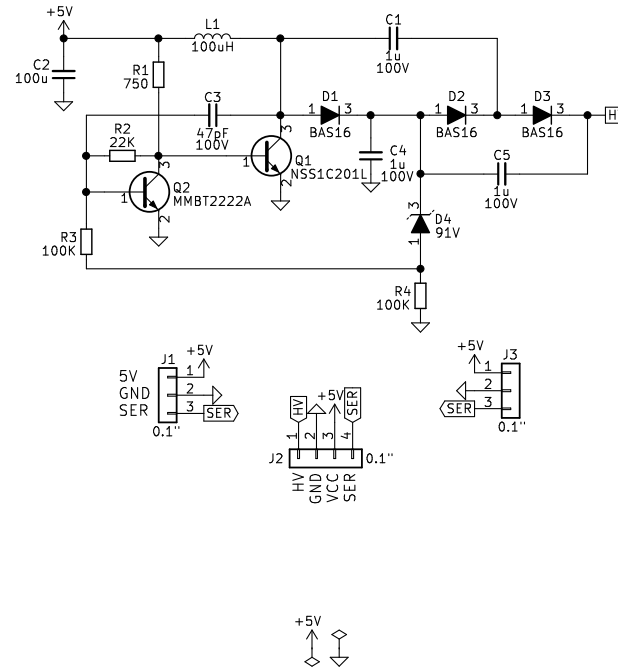 +5V
L1
100uH
C1
1u
100V
C2
100u
R1
750
C3
47pF
100V
D1
1 3
BAS16
D2
1 3
BAS16
D3
1 3
BAS16
H
R2
22K
3
1
2
Q1
NSS1C201L
C4
1u
100V
C5
1u
100V
3
1
2
Q2
MMBT2222A
R3
100K
3
1
D4
91V
R4
100K
J1
+5V
5V
GND
SER
1
2
3
SER
0.1"
HV
+5V
SER
1
2
3
4
J2
0.1"
HV
GND
VCC
SER
+5V
J3
1
2
3
SER
0.1"
+5V